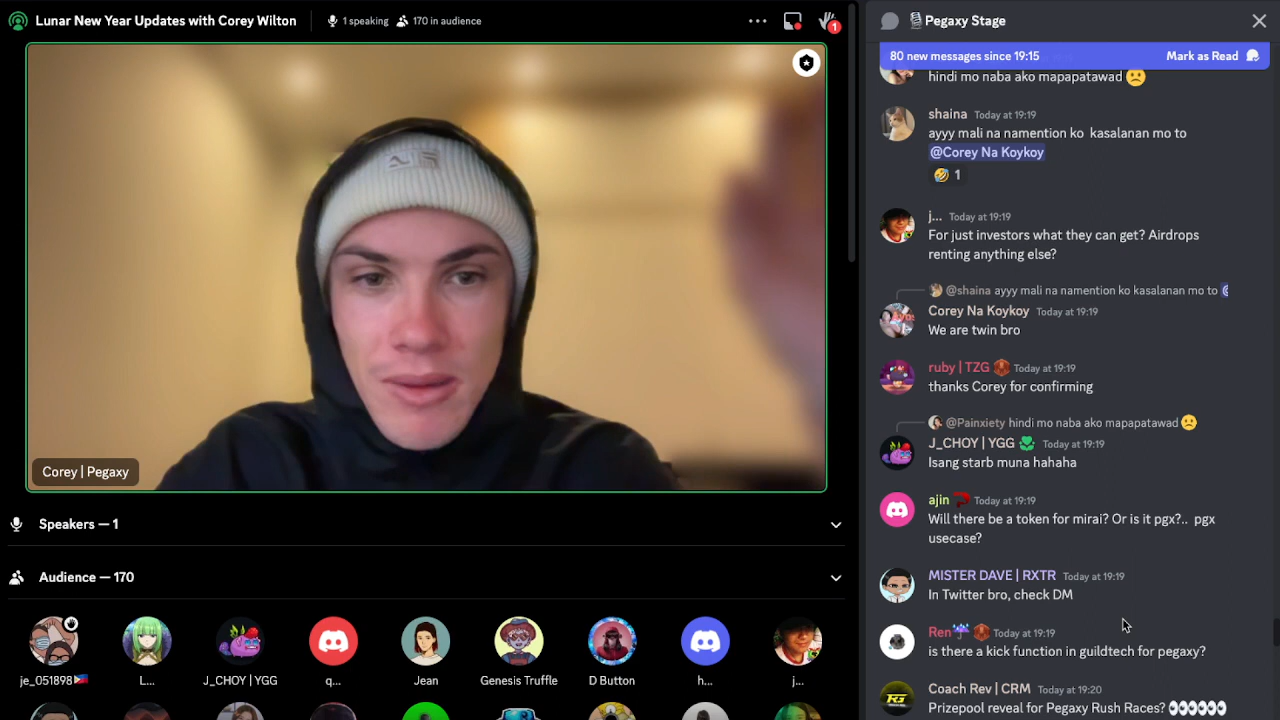 Lunar New Year Updates with Corey Wilton
1 speaking
170 in audience
1
Corey | Pegaxy
Speakers — 1
Audience — 170
je_051898🇵🇭
L...
J_CHOY | YGG
q...
Jean
Genesis Truffle
D Button
h...
j...
Pegaxy Stage
80 new messages since 19:15
Mark as Read
hindi mo naba ako mapapatawad 🙁
shaina Today at 19:19
ayyy mali na namention ko kasalanan mo to
@Corey Na Koykoy
🤣 1
j... Today at 19:19
For just investors what they can get? Airdrops
renting anything else?
@shaina ayyy mali na namention ko kasalanan mo to
Corey Na Koykoy Today at 19:19
We are twin bro
ruby | TZG Today at 19:19
thanks Corey for confirming
@Painxiety hindi mo naba ako mapapatawad 🙁
J_CHOY | YGG Today at 19:19
Isang starb muna hahaha
ajin Today at 19:19
Will there be a token for mirai? Or is it pgx?.. pgx
usecase?
MISTER DAVE | RXTR Today at 19:19
In Twitter bro, check DM
Ren Today at 19:19
is there a kick function in guildtech for pegaxy?
Coach Rev | CRM Today at 19:20
Prizepool reveal for Pegaxy Rush Races? 👀👀👀